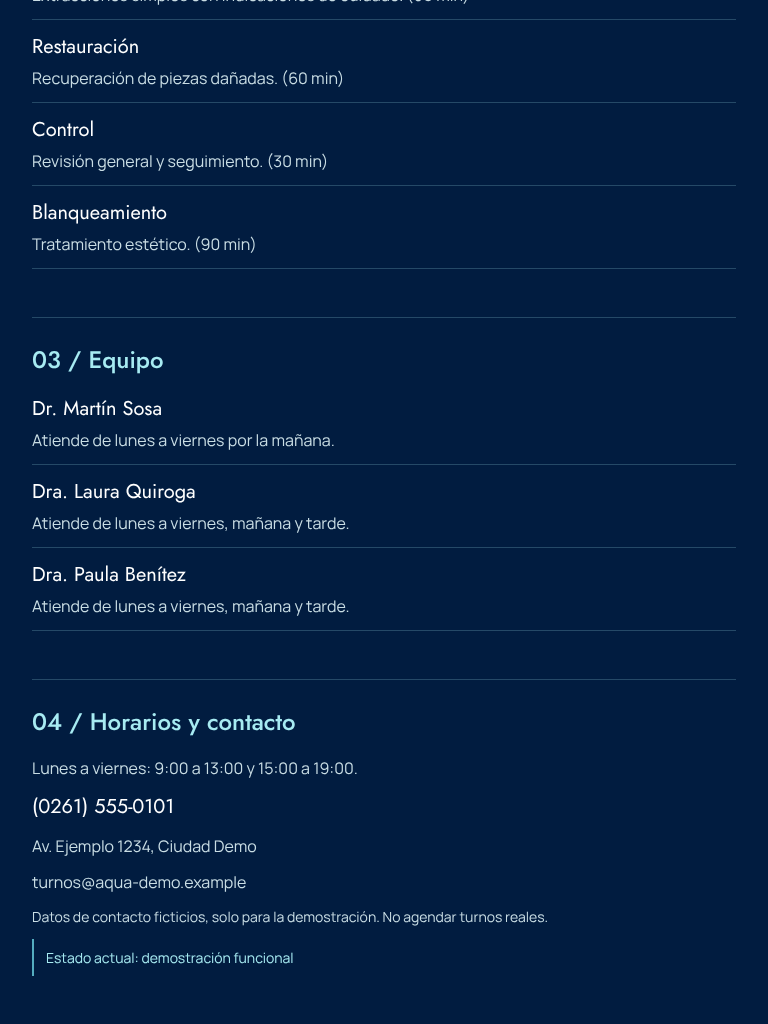 Restauración
Recuperación de piezas dañadas. (60 min)
Control
Revisión general y seguimiento. (30 min)
Blanqueamiento
Tratamiento estético. (90 min)
03 / Equipo
Dr. Martín Sosa
Atiende de lunes a viernes por la mañana.
Dra. Laura Quiroga
Atiende de lunes a viernes, mañana y tarde.
Dra. Paula Benítez
Atiende de lunes a viernes, mañana y tarde.
04 / Horarios y contacto
Lunes a viernes: 9:00 a 13:00 y 15:00 a 19:00.
(0261) 555-0101
Av. Ejemplo 1234, Ciudad Demo
turnos@aqua-demo.example
Datos de contacto ficticios, solo para la demostración. No agendar turnos reales.
Estado actual: demostración funcional